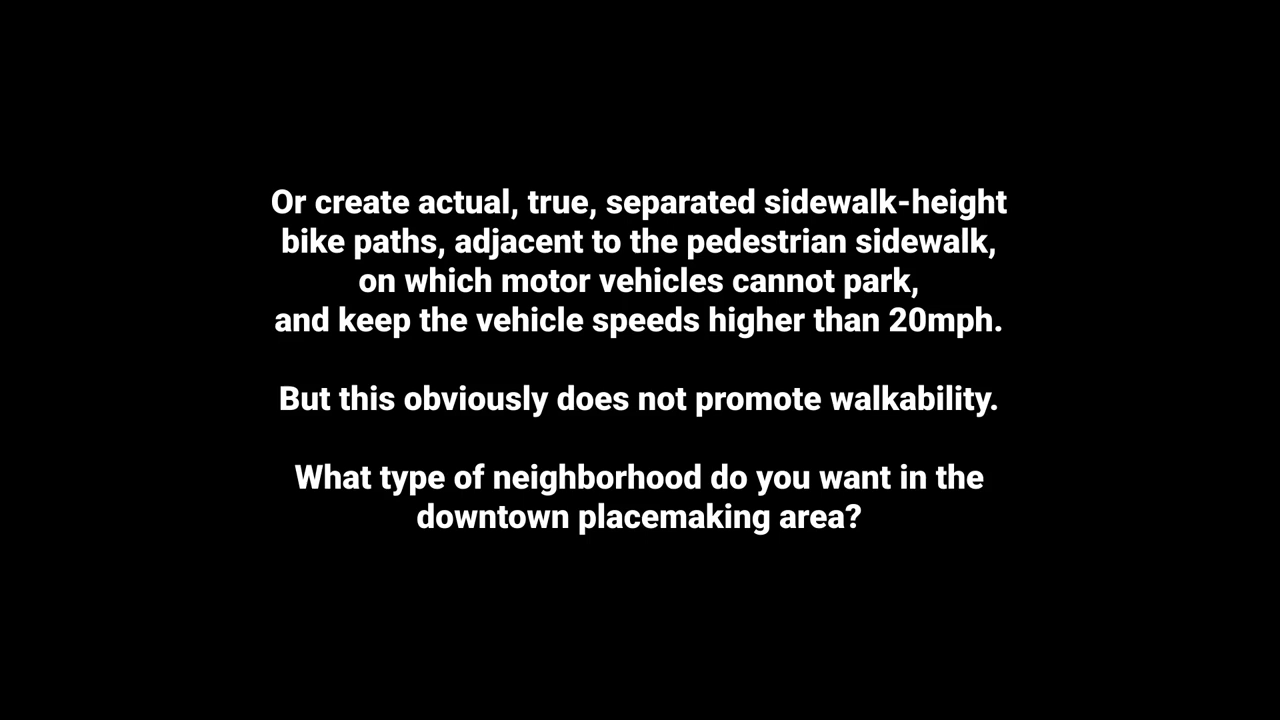 Or create actual, true, separated sidewalk-height
bike paths, adjacent to the pedestrian sidewalk,
on which motor vehicles cannot park,
and keep the vehicle speeds higher than 20mph.
But this obviously does not promote walkability.
What type of neighborhood do you want in the
downtown placemaking area?